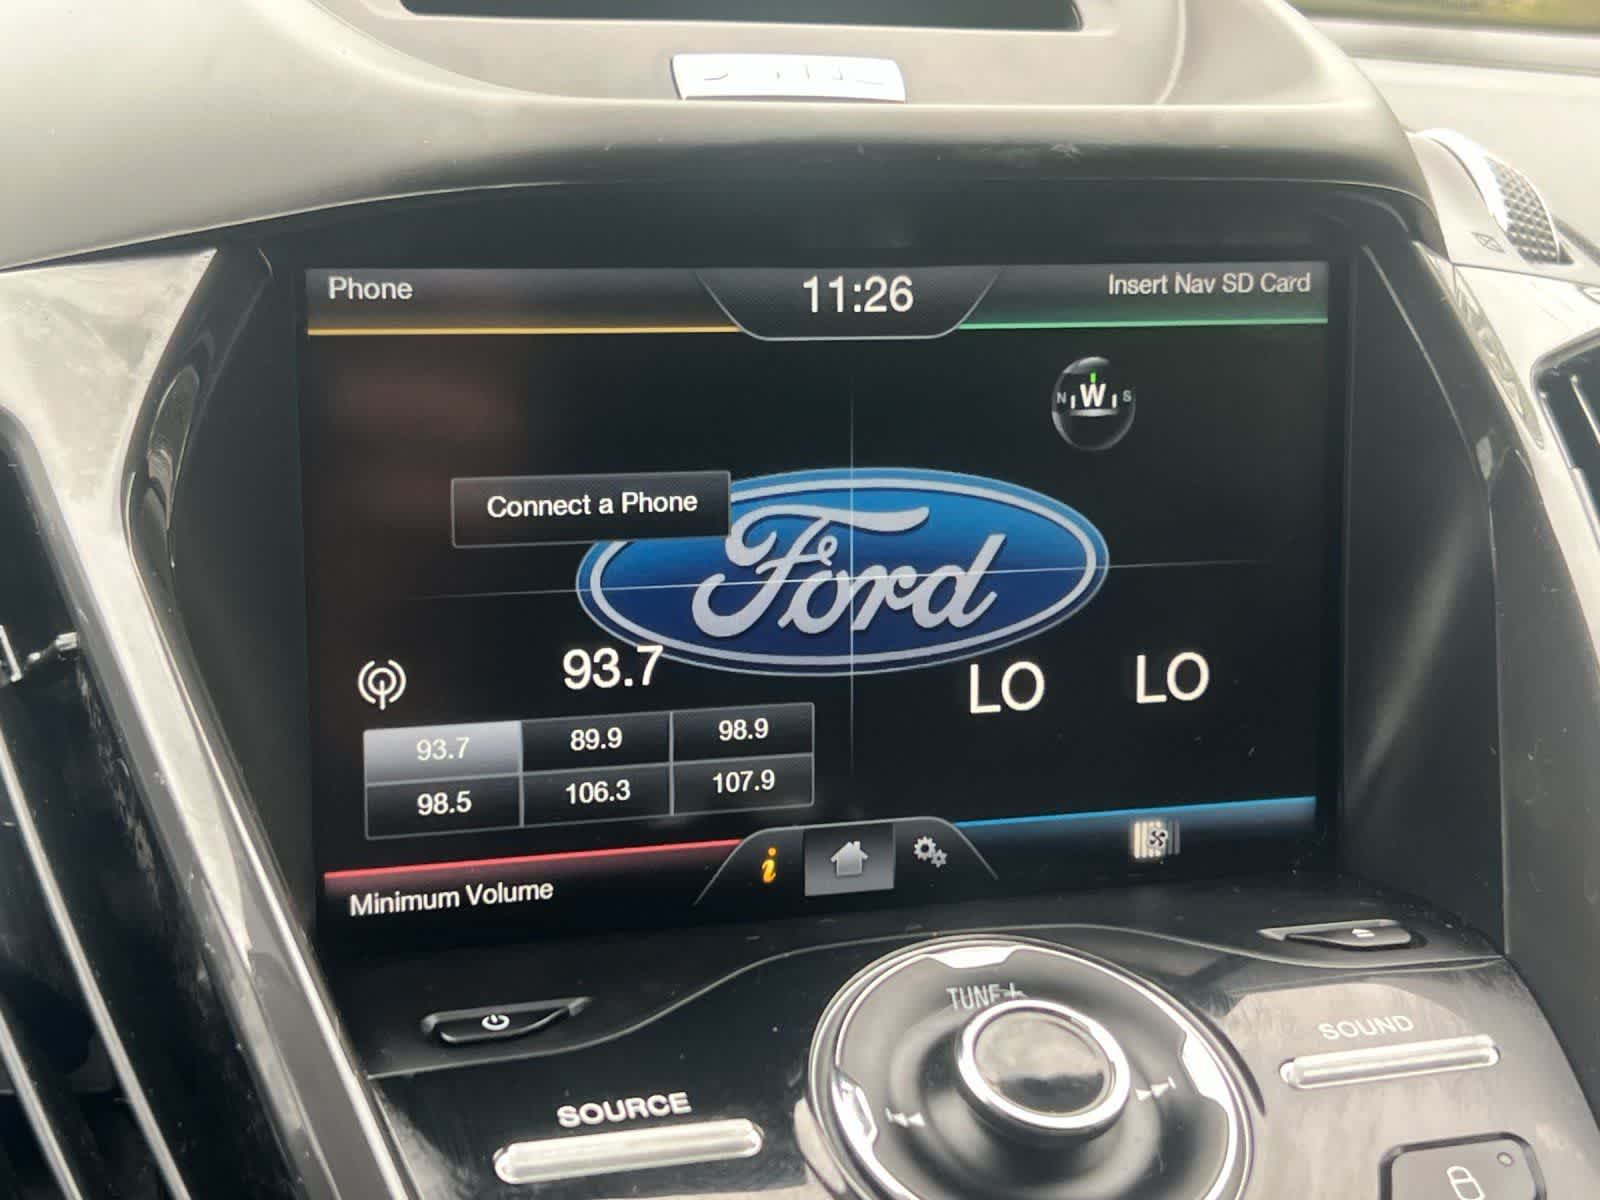 Phone
11:26
Insert Nav SD Card
N W S
Connect a Phone
Ford
93.7
LO LO
93.7 89.9 98.9
98.5 106.3 107.9
i
Minimum Volume
TUNE+
SOUND
SOURCE